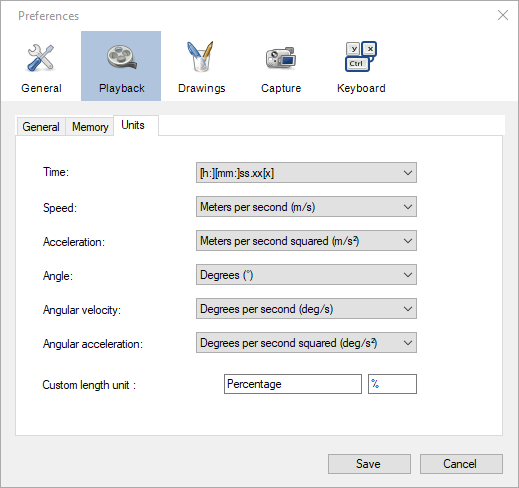 Preferences
General
Playback
Drawings
Capture
Y X
Ctrl
Keyboard
General Memory Units
Time: [h:][mm:]ss.xx[x]
Speed: Meters per second (m/s)
Acceleration: Meters per second squared (m/s²)
Angle: Degrees (°)
Angular velocity: Degrees per second (deg/s)
Angular acceleration: Degrees per second squared (deg/s²)
Custom length unit : Percentage %
Save Cancel